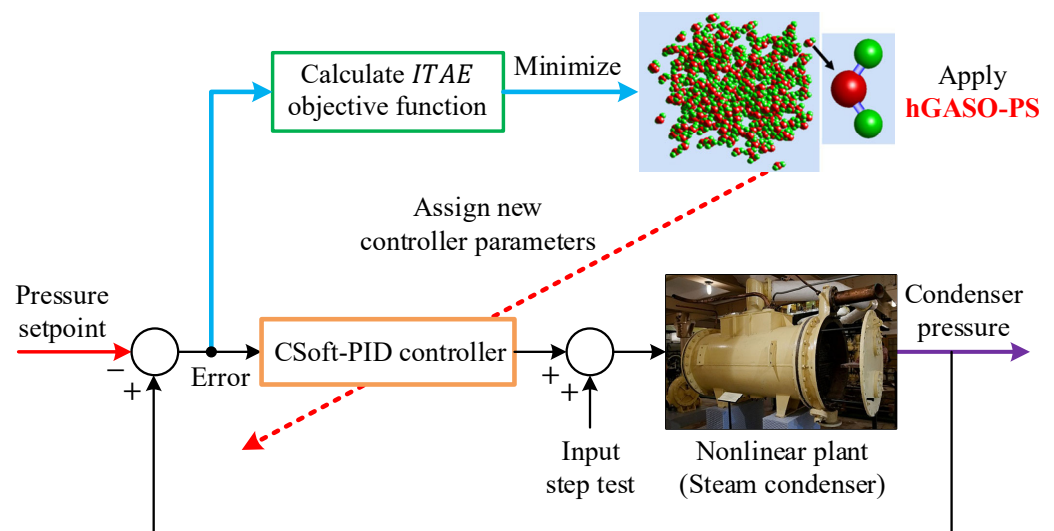 Calculate ITAE
objective function
Minimize
Apply
hGASO-PS
Assign new
controller parameters
Pressure
setpoint
−
+
Error
CSoft-PID controller
+
+
Input
step test
Nonlinear plant
(Steam condenser)
Condenser
pressure